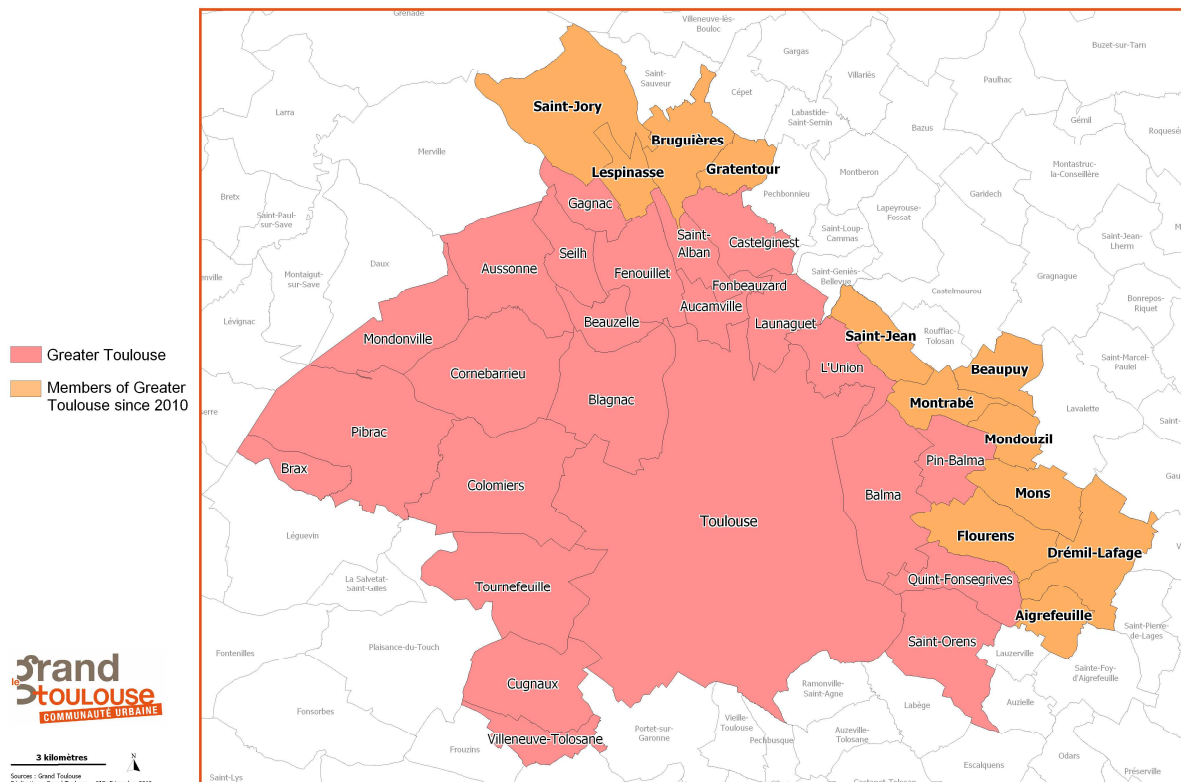 Grenade
Villeneuve-lès-
Bouloc
Buzet-sur-Tarn
Gargas
Saint-
Sauveur
Villariès
Paulhac
Cépet
Saint-Jory
Larra
Labastide-
Saint-Sernin
Gémil
Bazus
Bruguières
Merville
Lespinasse
Gratentour
Montastruc-
la-Conseillère
Montberon
Bretx
Pechbonnieu
Garidech
Gagnac
Saint-Paul-
sur-Save
Lapeyrouse-
Fossat
Saint-
Alban
Castelginest
Saint-Loup-
Cammas
Saint-Jean-
Lherm
Seilh
Daux
Aussonne
Fenouillet
Saint-Geniès-
Bellevue
Montaigut-
sur-Save
Gragnague
Fonbeauzard
Castelmaurou
Bonrepos-
Riquet
Aucamville
Lévignac
Beauzelle
Launaguet
Rouffiac-
Tolosan
Mondonville
Saint-Jean
Greater Toulouse
Saint-Marcel-
Paulel
L'Union
Beaupuy
Cornebarrieu
Members of Greater
Toulouse since 2010
Blagnac
Montrabé
Lavalette
Pibrac
Mondouzil
Pin-Balma
Brax
Colomiers
Balma
Mons
Toulouse
Léguevin
Flourens
Drémil-Lafage
La Salvetat-
Saint-Gilles
Tournefeuille
Quint-Fonsegrives
Aigrefeuille
Saint-Pierre-
de-Lages
Saint-Orens
Plaisance-du-Touch
Fontenilles
Lauzerville
Sainte-Foy-
d'Aigrefeuille
Cugnaux
Ramonville-
Saint-Agne
le Grand
toulouse
COMMUNAUTÉ URBAINE
Fonsorbes
Auzielle
Labège
Portet-sur-
Garonne
Vieille-
Toulouse
Auzeville-
Tolosane
Villeneuve-Tolosane
Pechbusque
Frouzins
3 kilomètres
N
Odars
Escalquens
Préserville
Saint-Lys
Sources : Grand Toulouse